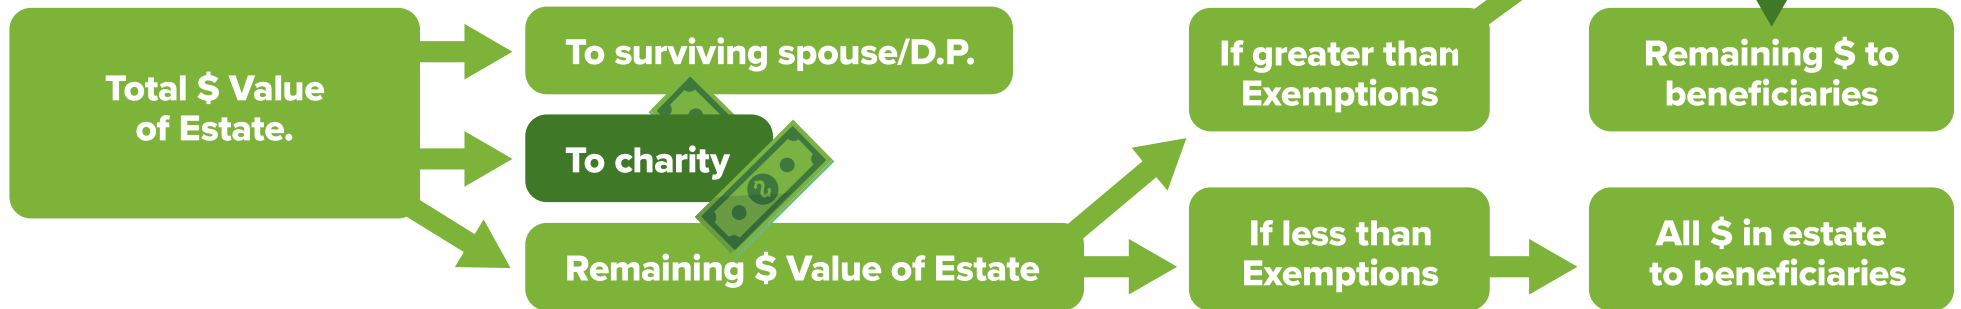 Total $ Value
of Estate.
To surviving spouse/D.P.
To charity
Remaining $ Value of Estate
If greater than
Exemptions
If less than
Exemptions
Remaining $ to
beneficiaries
All $ in estate
to beneficiaries